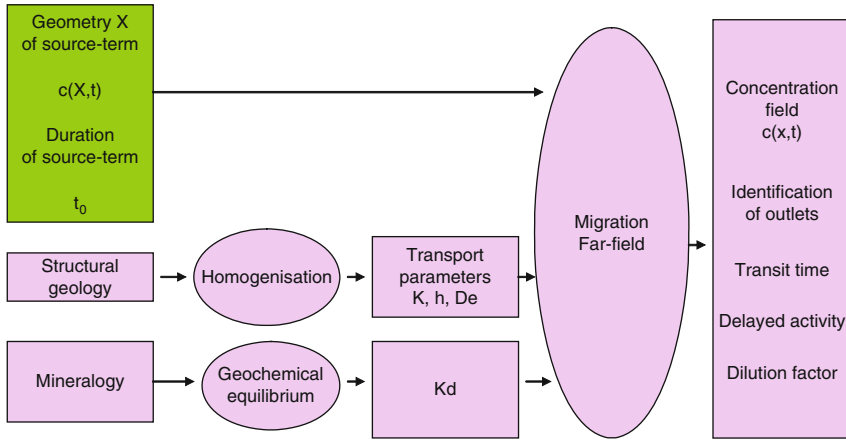 Geometry X
of source-term
c(X,t)
Duration
of source-term
t₀
Structural
geology
Homogenisation
Transport
parameters
K, h, De
Mineralogy
Geochemical
equilibrium
Kd
Migration
Far-field
Concentration
field
c(x,t)
Identification
of outlets
Transit time
Delayed activity
Dilution factor